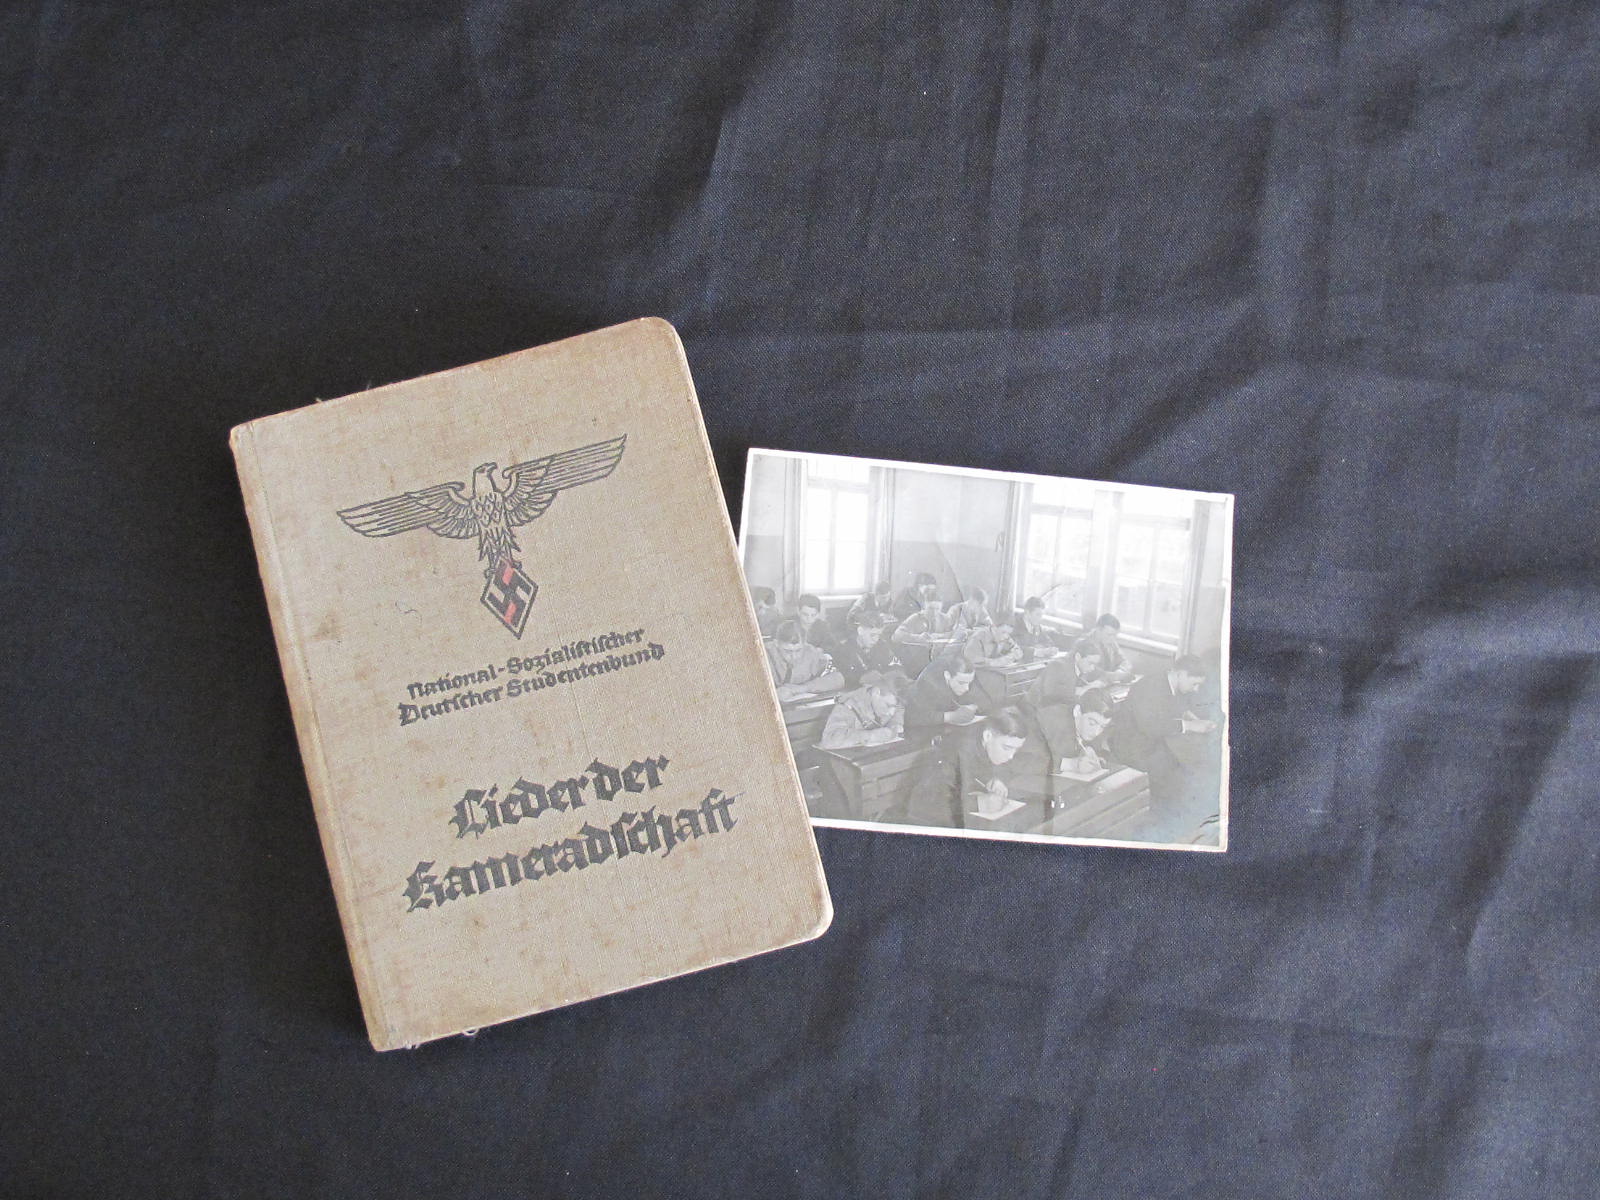 National-Sozialiſtiſcher
Deutſcher Studentenbund
Lieder der
Kameradſchaft